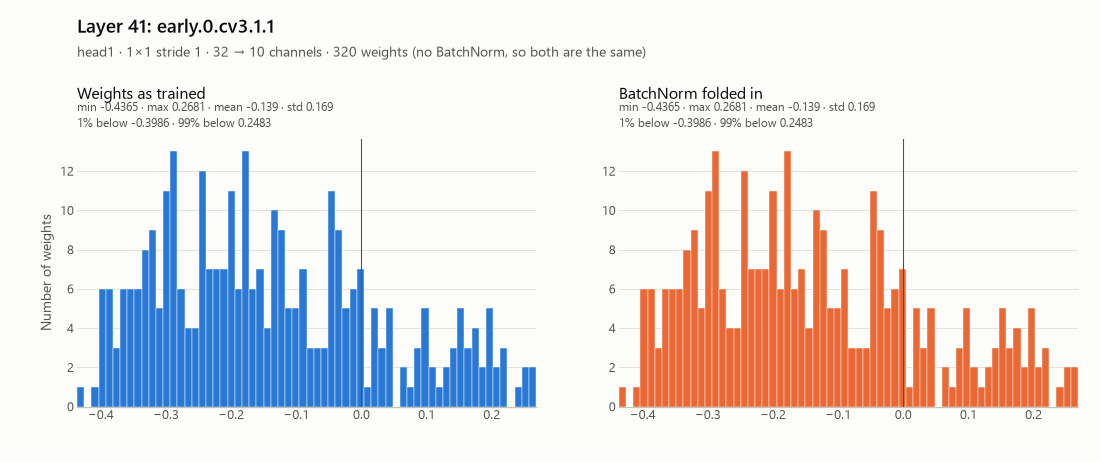 Layer 41: early.0.cv3.1.1
head1 · 1×1 stride 1 · 32 → 10 channels · 320 weights (no BatchNorm, so both are the same)
Weights as trained
min -0.4365 · max 0.2681 · mean -0.139 · std 0.169
1% below -0.3986 · 99% below 0.2483
Number of weights
12
10
8
6
4
2
0
−0.4 −0.3 −0.2 −0.1 0.0 0.1 0.2
BatchNorm folded in
min -0.4365 · max 0.2681 · mean -0.139 · std 0.169
1% below -0.3986 · 99% below 0.2483
12
10
8
6
4
2
0
−0.4 −0.3 −0.2 −0.1 0.0 0.1 0.2